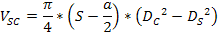 V_SC = π/4 * (S − a/2) * (D_C² − D_S²)